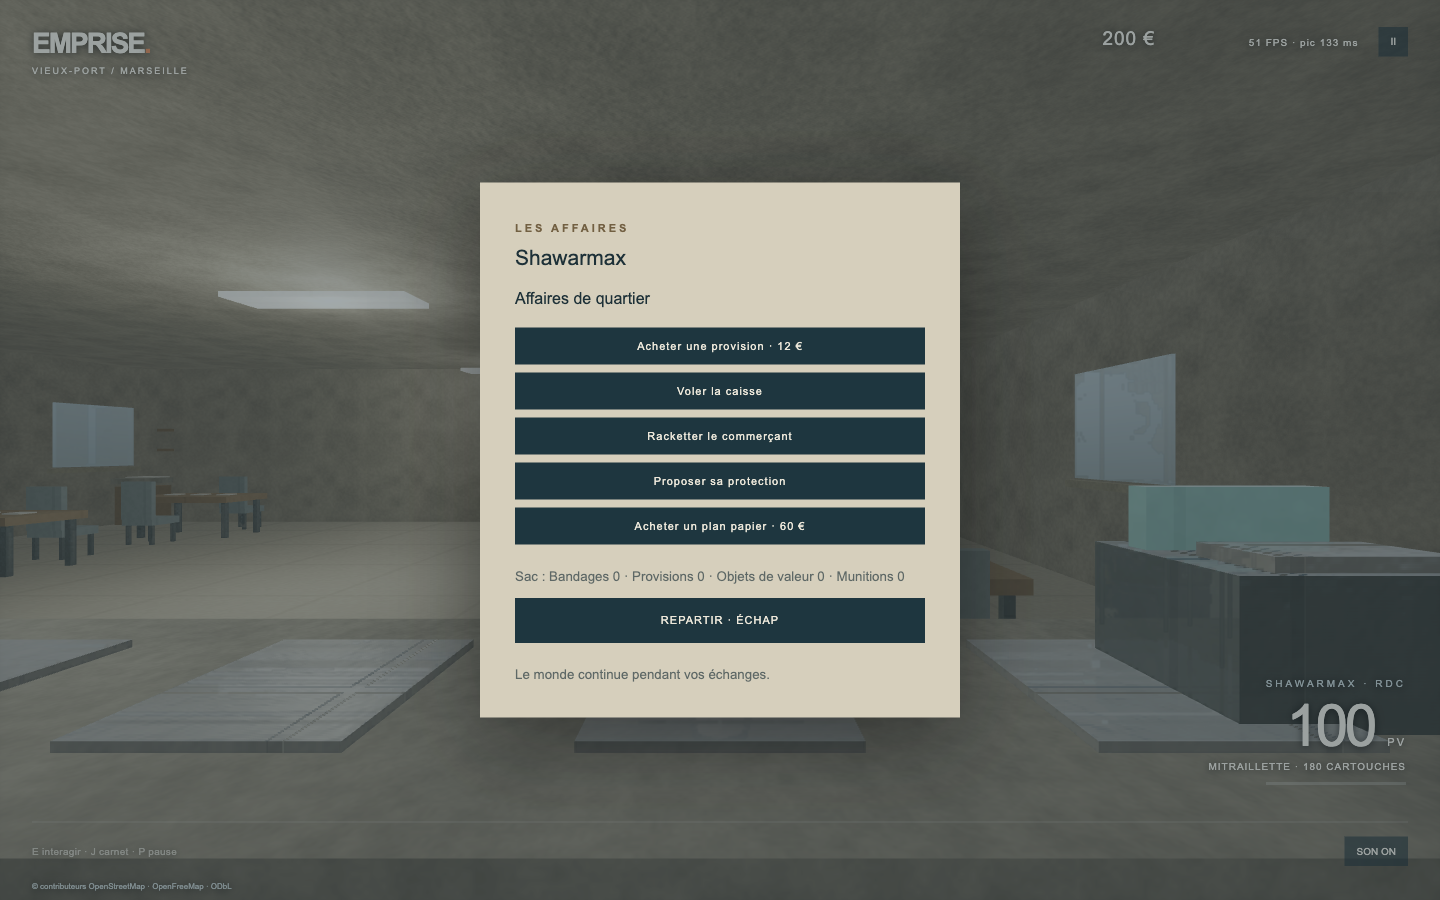 EMPRISE.
VIEUX-PORT / MARSEILLE
200 €
51 FPS · pic 133 ms
II
LES AFFAIRES
Shawarmax
Affaires de quartier
Acheter une provision · 12 €
Voler la caisse
Racketter le commerçant
Proposer sa protection
Acheter un plan papier · 60 €
Sac : Bandages 0 · Provisions 0 · Objets de valeur 0 · Munitions 0
REPARTIR · ÉCHAP
Le monde continue pendant vos échanges.
SHAWARMAX · RDC
100 PV
MITRAILLETTE · 180 CARTOUCHES
E interagir · J carnet · P pause
SON ON
© contributeurs OpenStreetMap · OpenFreeMap · ODbL